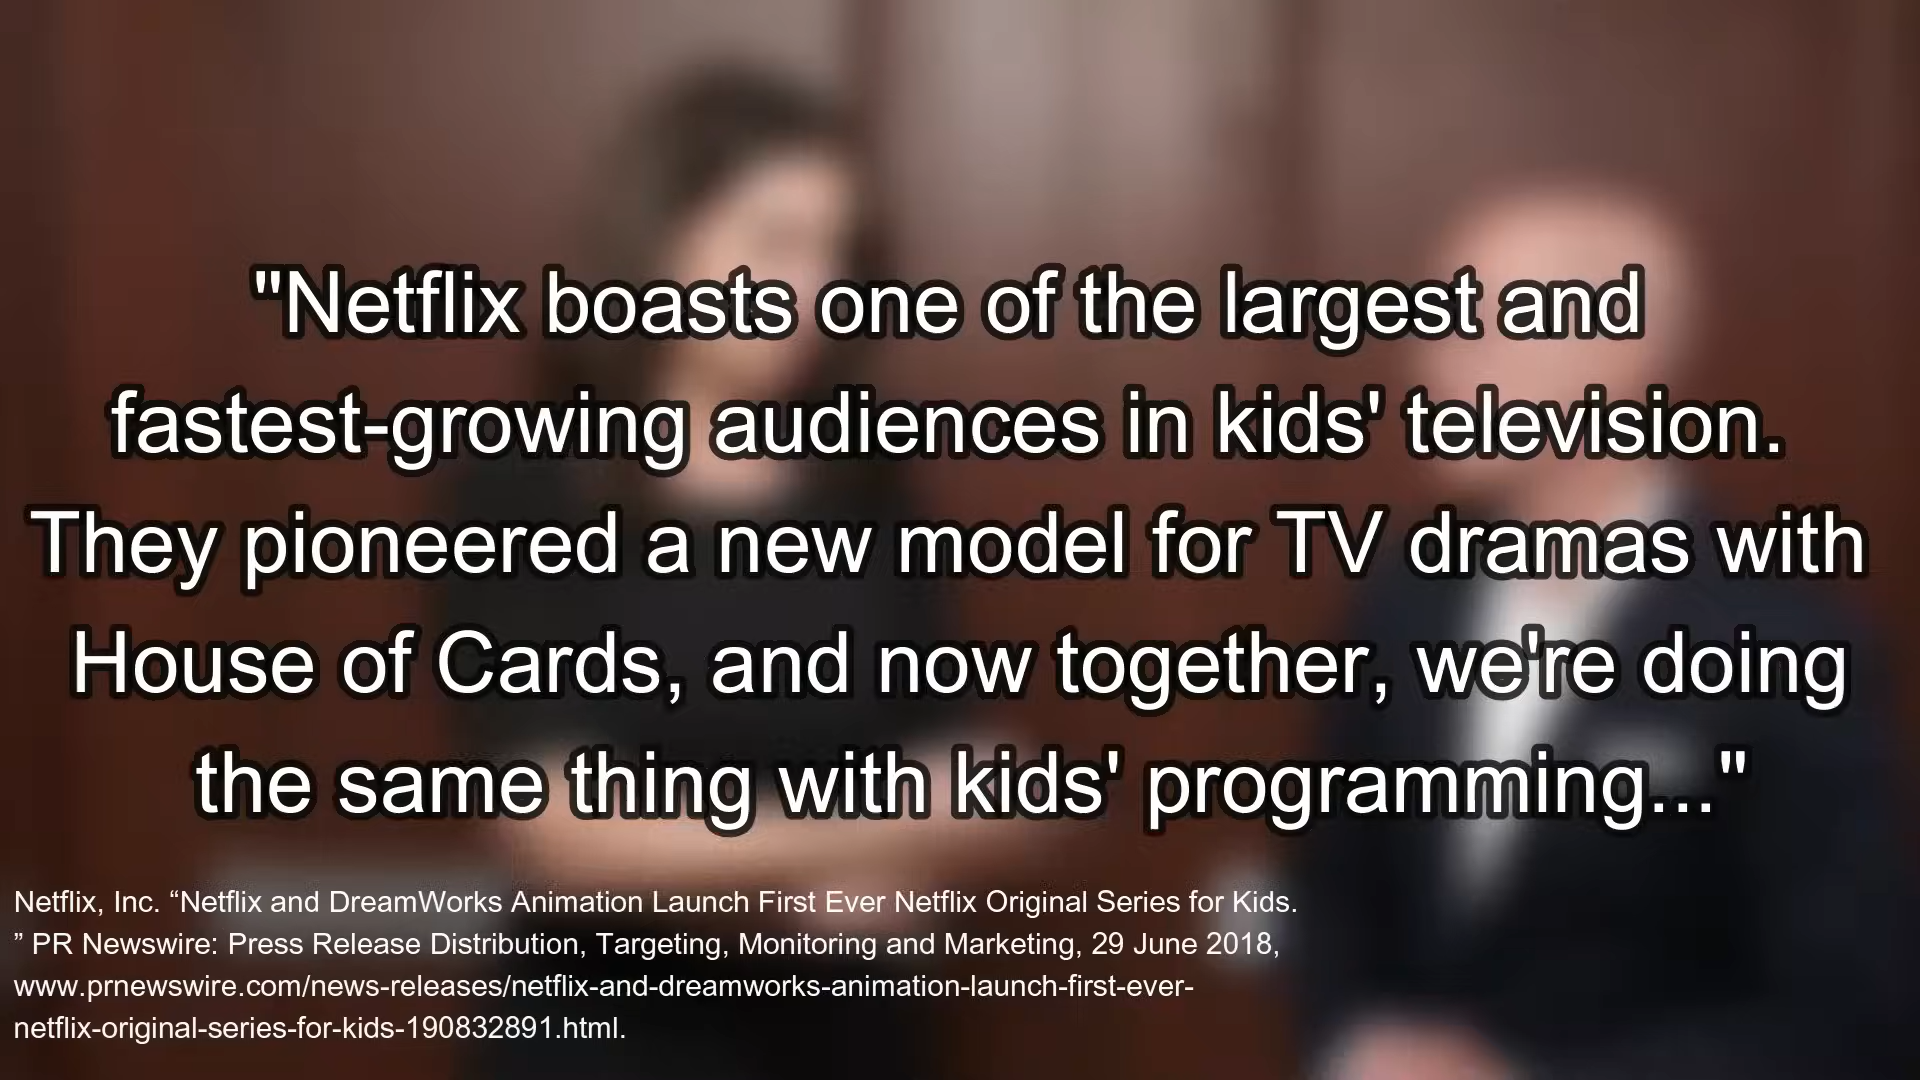 "Netflix boasts one of the largest and
fastest-growing audiences in kids' television.
They pioneered a new model for TV dramas with
House of Cards, and now together, we're doing
the same thing with kids' programming..."
Netflix, Inc. “Netflix and DreamWorks Animation Launch First Ever Netflix Original Series for Kids.
” PR Newswire: Press Release Distribution, Targeting, Monitoring and Marketing, 29 June 2018,
www.prnewswire.com/news-releases/netflix-and-dreamworks-animation-launch-first-ever-
netflix-original-series-for-kids-190832891.html.